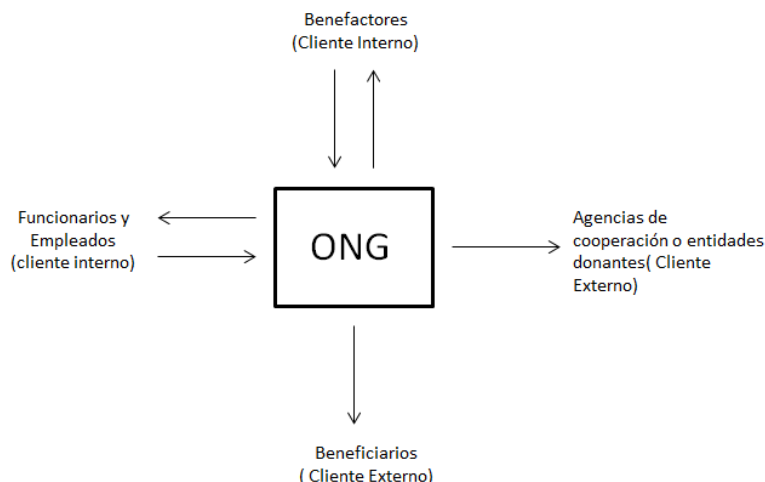 Benefactores
(Cliente Interno)
Funcionarios y
Empleados
(cliente interno)
ONG
Agencias de
cooperación o entidades
donantes( Cliente
Externo)
Beneficiarios
( Cliente Externo)